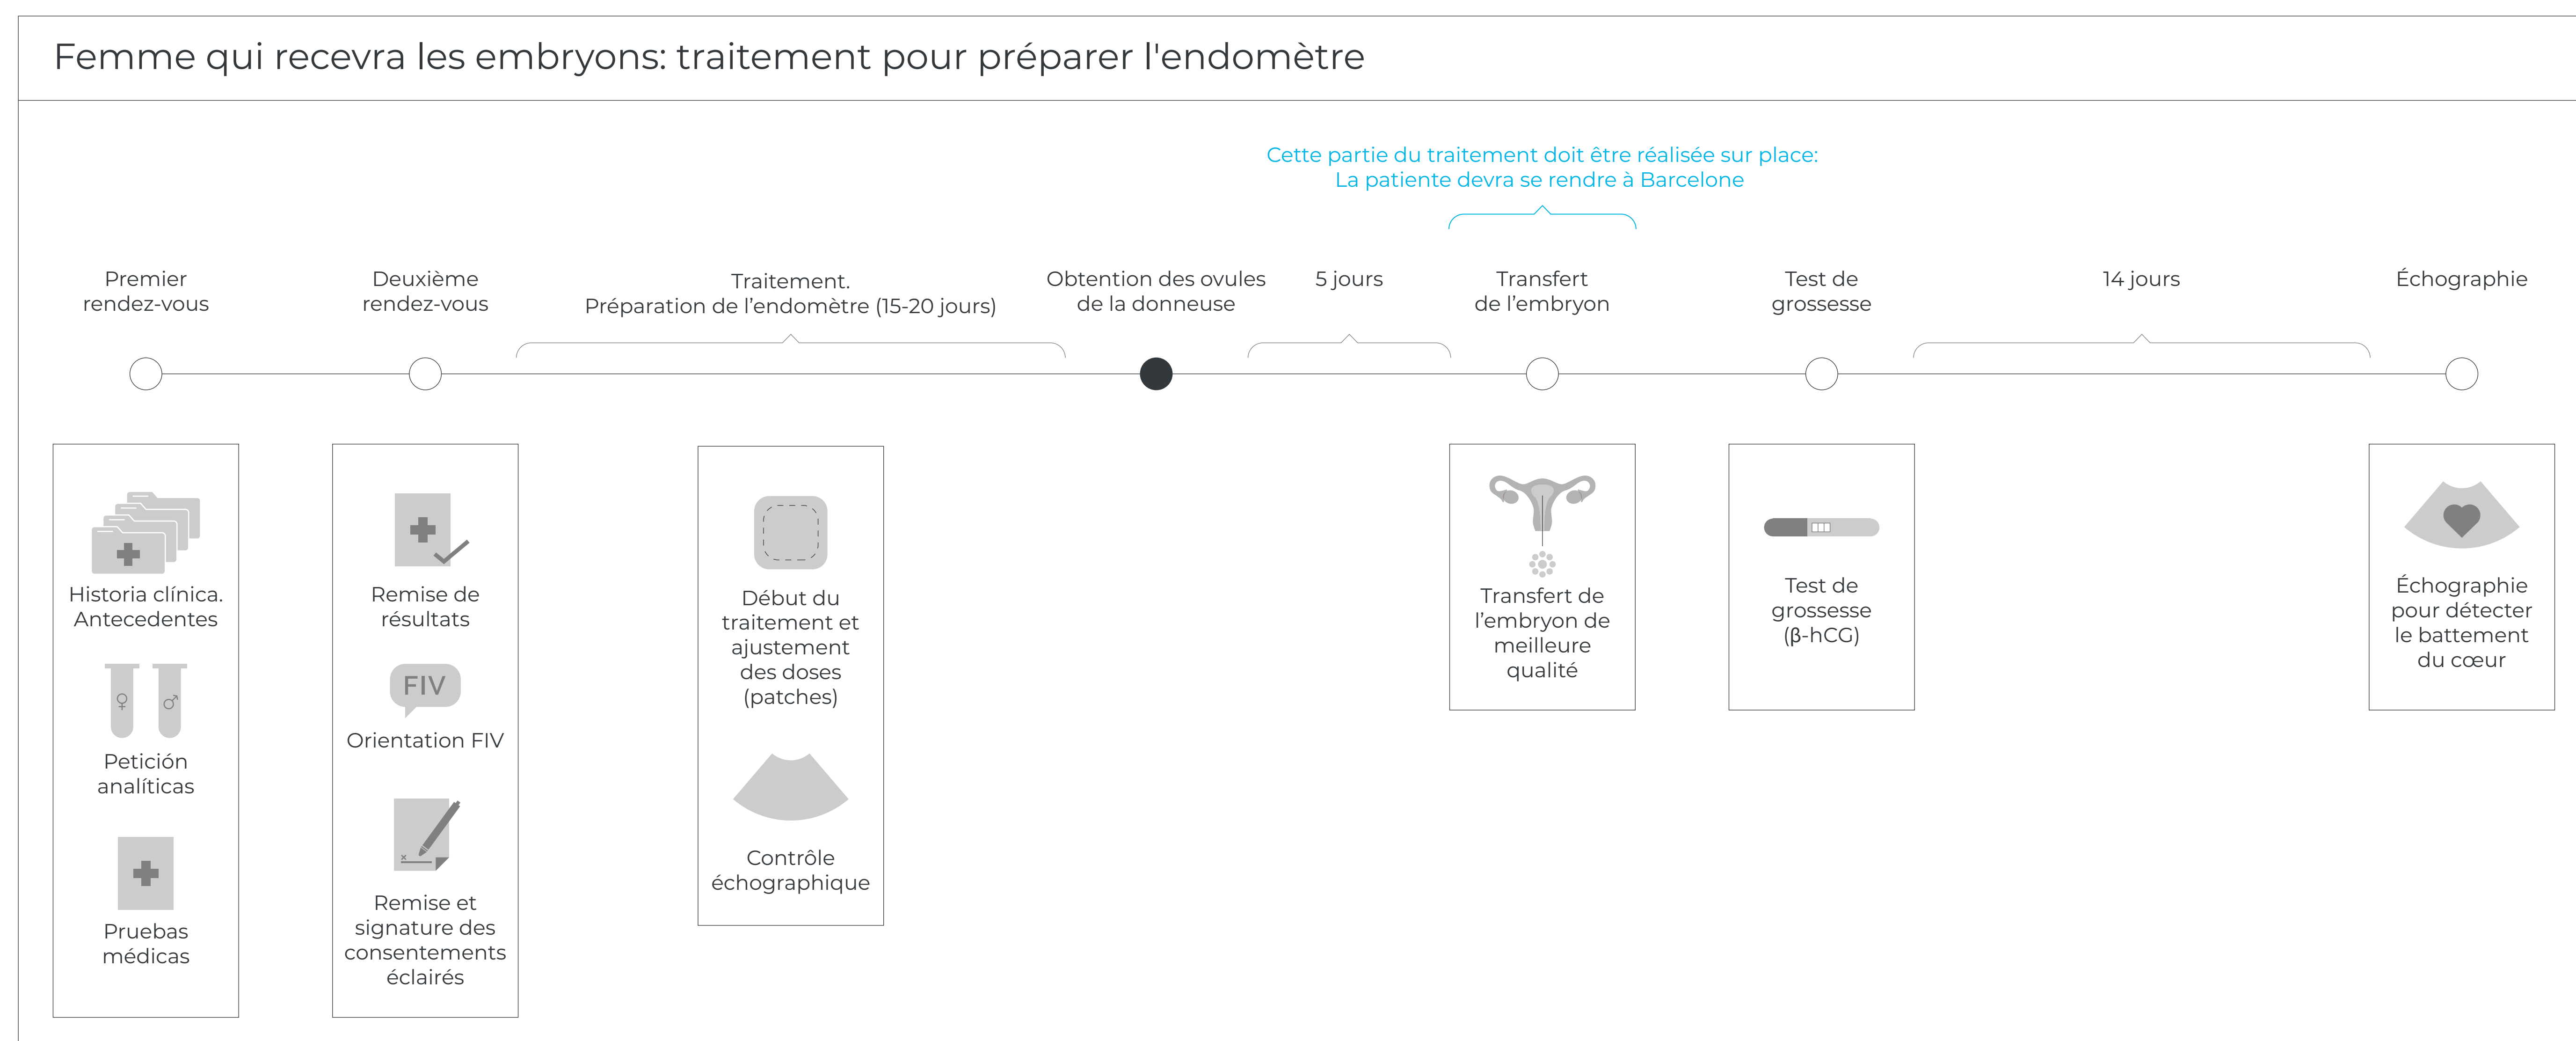 Femme qui recevra les embryons: traitement pour préparer l'endomètre
Cette partie du traitement doit être réalisée sur place:
La patiente devra se rendre à Barcelone
Premier
rendez-vous
Deuxième
rendez-vous
Traitement.
Préparation de l’endomètre (15-20 jours)
Obtention des ovules
de la donneuse
5 jours
Transfert
de l’embryon
Test de
grossesse
14 jours
Échographie
Historia clínica.
Antecedentes
Petición
analíticas
Pruebas
médicas
Remise de
résultats
FIV
Orientation FIV
x
Remise et
signature des
consentements
éclairés
Début du
traitement et
ajustement
des doses
(patches)
Contrôle
échographique
Transfert de
l’embryon de
meilleure
qualité
Test de
grossesse
(β-hCG)
Échographie
pour détecter
le battement
du cœur